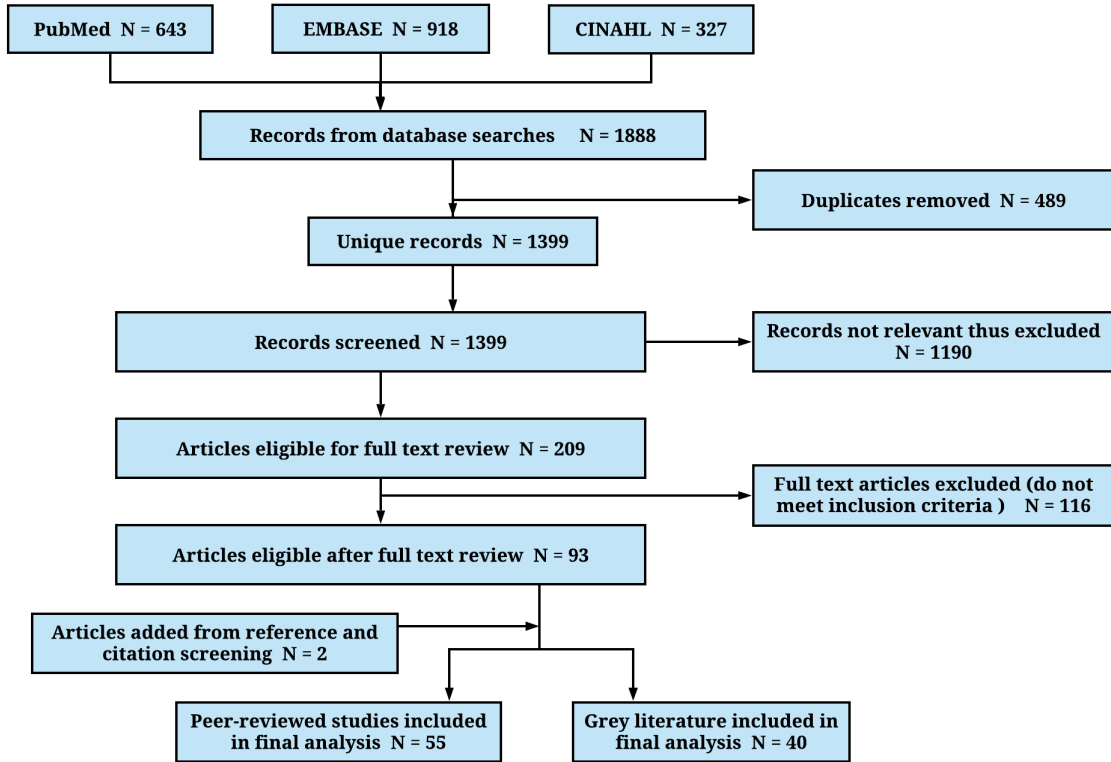 PubMed N = 643
EMBASE N = 918
CINAHL N = 327
Records from database searches N = 1888
Duplicates removed N = 489
Unique records N = 1399
Records screened N = 1399
Records not relevant thus excluded
N = 1190
Articles eligible for full text review N = 209
Full text articles excluded (do not
meet inclusion criteria ) N = 116
Articles eligible after full text review N = 93
Articles added from reference and
citation screening N = 2
Peer-reviewed studies included
in final analysis N = 55
Grey literature included in
final analysis N = 40